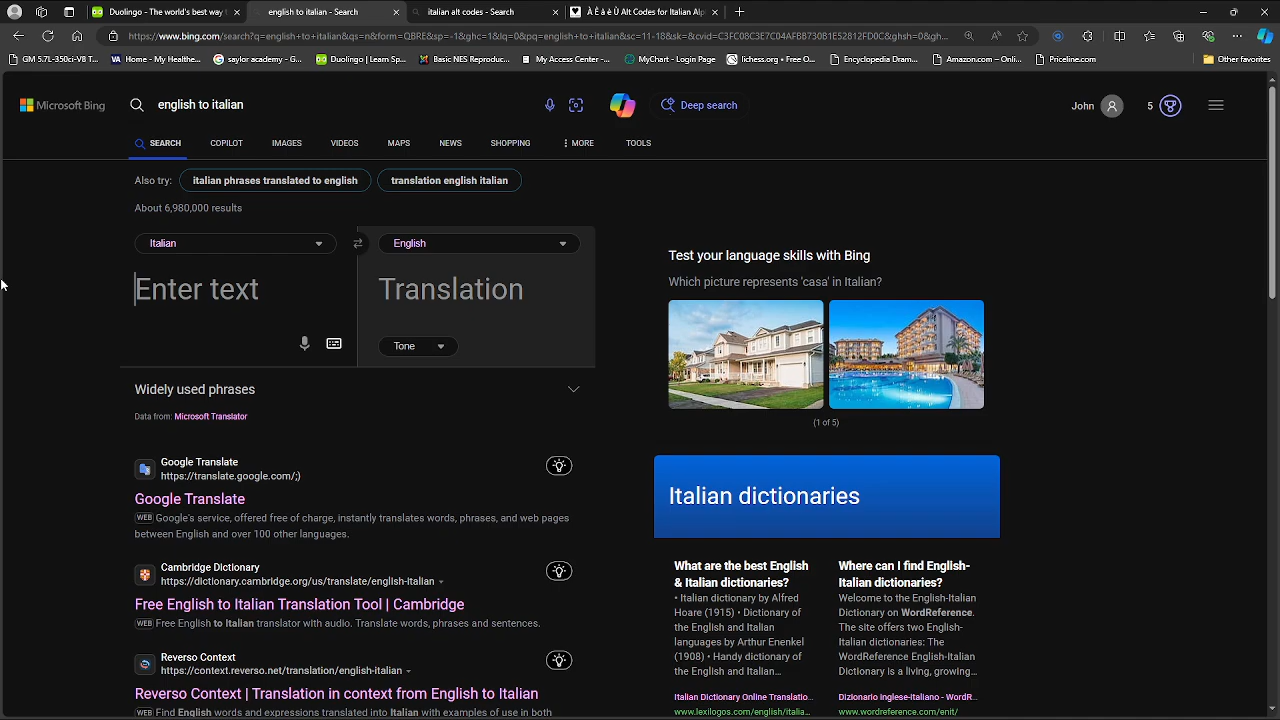 Duolingo - The world's best way t
english to italian - Search
italian alt codes - Search
À È à è Ù Alt Codes for Italian Alp
https://www.bing.com/search?q=english+to+italian&qs=n&form=QBRE&sp=-1&ghc=1&lq=0&pq=english+to+italian&sc=11-18&sk=&cvid=C3FC08C3E7C04AFBB73081E52812FD0C&ghsh=0&ghac...
GM 5.7L-350ci-V8 T...
Home - My Healthe...
saylor academy - G...
Duolingo | Learn Sp...
Basic NES Reproduc...
My Access Center -...
MyChart - Login Page
lichess.org • Free O...
Encyclopedia Dram...
Amazon.com - Onli...
Priceline.com
Other favorites
Microsoft Bing
english to italian
Deep search
John
5
SEARCH
COPILOT
IMAGES
VIDEOS
MAPS
NEWS
SHOPPING
MORE
TOOLS
Also try:
italian phrases translated to english
translation english italian
About 6,980,000 results
Italian
English
Enter text
Translation
Tone
Widely used phrases
Data from: Microsoft Translator
Google Translate
https://translate.google.com/;)
Google Translate
WEB Google's service, offered free of charge, instantly translates words, phrases, and web pages
between English and over 100 other languages.
Cambridge Dictionary
https://dictionary.cambridge.org/us/translate/english-italian
Free English to Italian Translation Tool | Cambridge
WEB Free English to Italian translator with audio. Translate words, phrases and sentences.
Reverso Context
https://context.reverso.net/translation/english-italian
Reverso Context | Translation in context from English to Italian
WEB Find English words and expressions translated into Italian with examples of use in both
Test your language skills with Bing
Which picture represents 'casa' in Italian?
(1 of 5)
Italian dictionaries
What are the best English
& Italian dictionaries?
• Italian dictionary by Alfred
Hoare (1915) • Dictionary of
the English and Italian
languages by Arthur Enenkel
(1908) • Handy dictionary of
the English and Italian...
Italian Dictionary Online Translatio...
www.lexilogos.com/english/italia...
Where can I find English-
Italian dictionaries?
Welcome to the English-Italian
Dictionary on WordReference.
The site offers two English-
Italian dictionaries: The
WordReference English-Italian
Dictionary is a living, growing...
Dizionario inglese-italiano - WordR...
www.wordreference.com/enit/